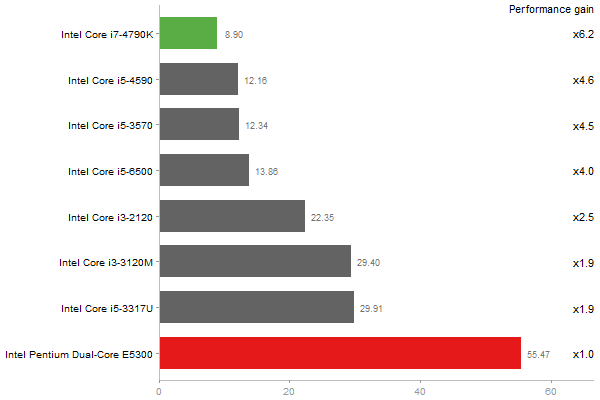 Performance gain
Intel Core i7-4790K 8.90 x6.2
Intel Core i5-4590 12.16 x4.6
Intel Core i5-3570 12.34 x4.5
Intel Core i5-6500 13.86 x4.0
Intel Core i3-2120 22.35 x2.5
Intel Core i3-3120M 29.40 x1.9
Intel Core i5-3317U 29.91 x1.9
Intel Pentium Dual-Core E5300 55.47 x1.0
0 20 40 60